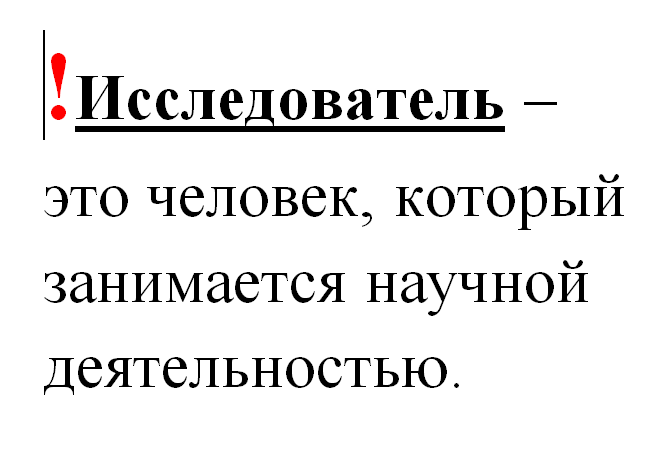 !Исследователь –
это человек, который
занимается научной
деятельностью.